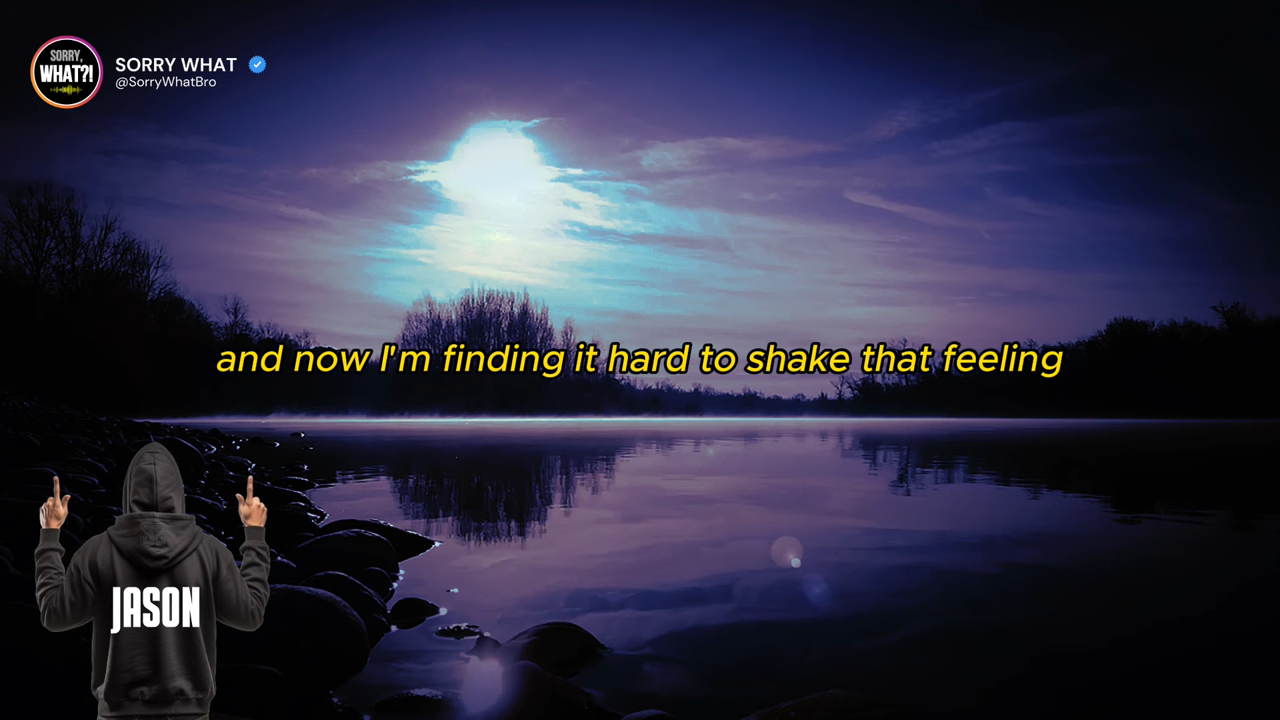 SORRY,
WHAT?!
SORRY WHAT
@SorryWhatBro
and now I'm finding it hard to shake that feeling
JASON